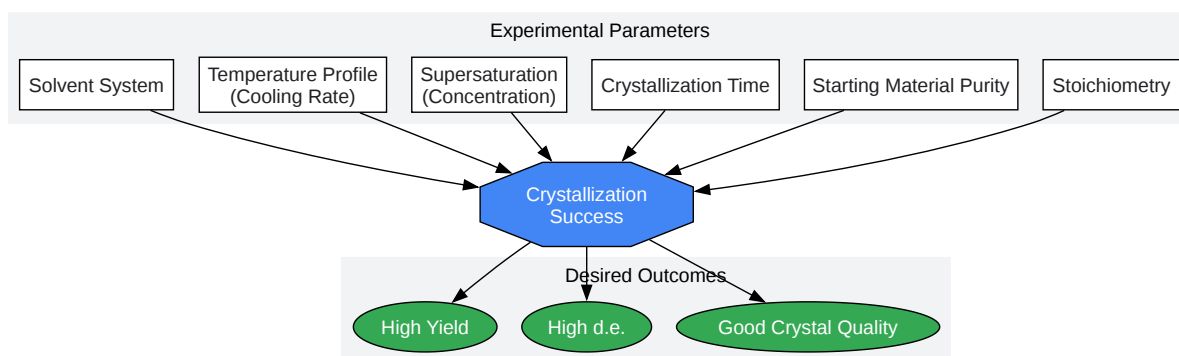 Experimental Parameters
Solvent System
Temperature Profile
(Cooling Rate)
Supersaturation
(Concentration)
Crystallization Time
Starting Material Purity
Stoichiometry
Crystallization
Success
Desired Outcomes
High Yield
High d.e.
Good Crystal Quality